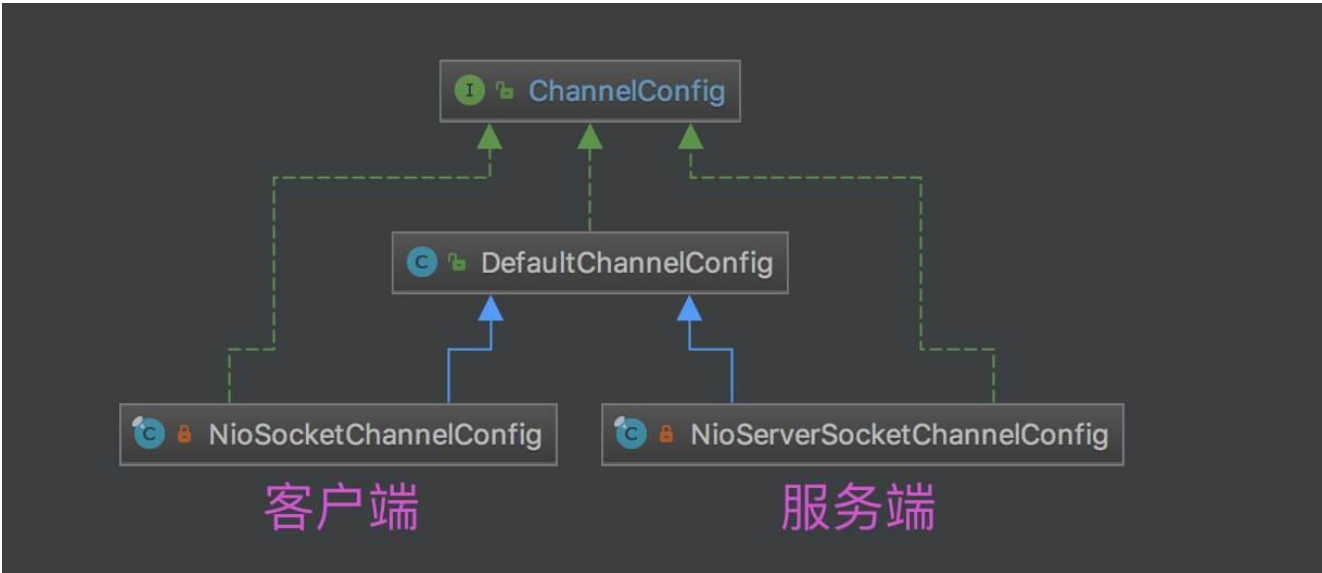 I ChannelConfig
C DefaultChannelConfig
C NioSocketChannelConfig
C NioServerSocketChannelConfig
客户端
服务端